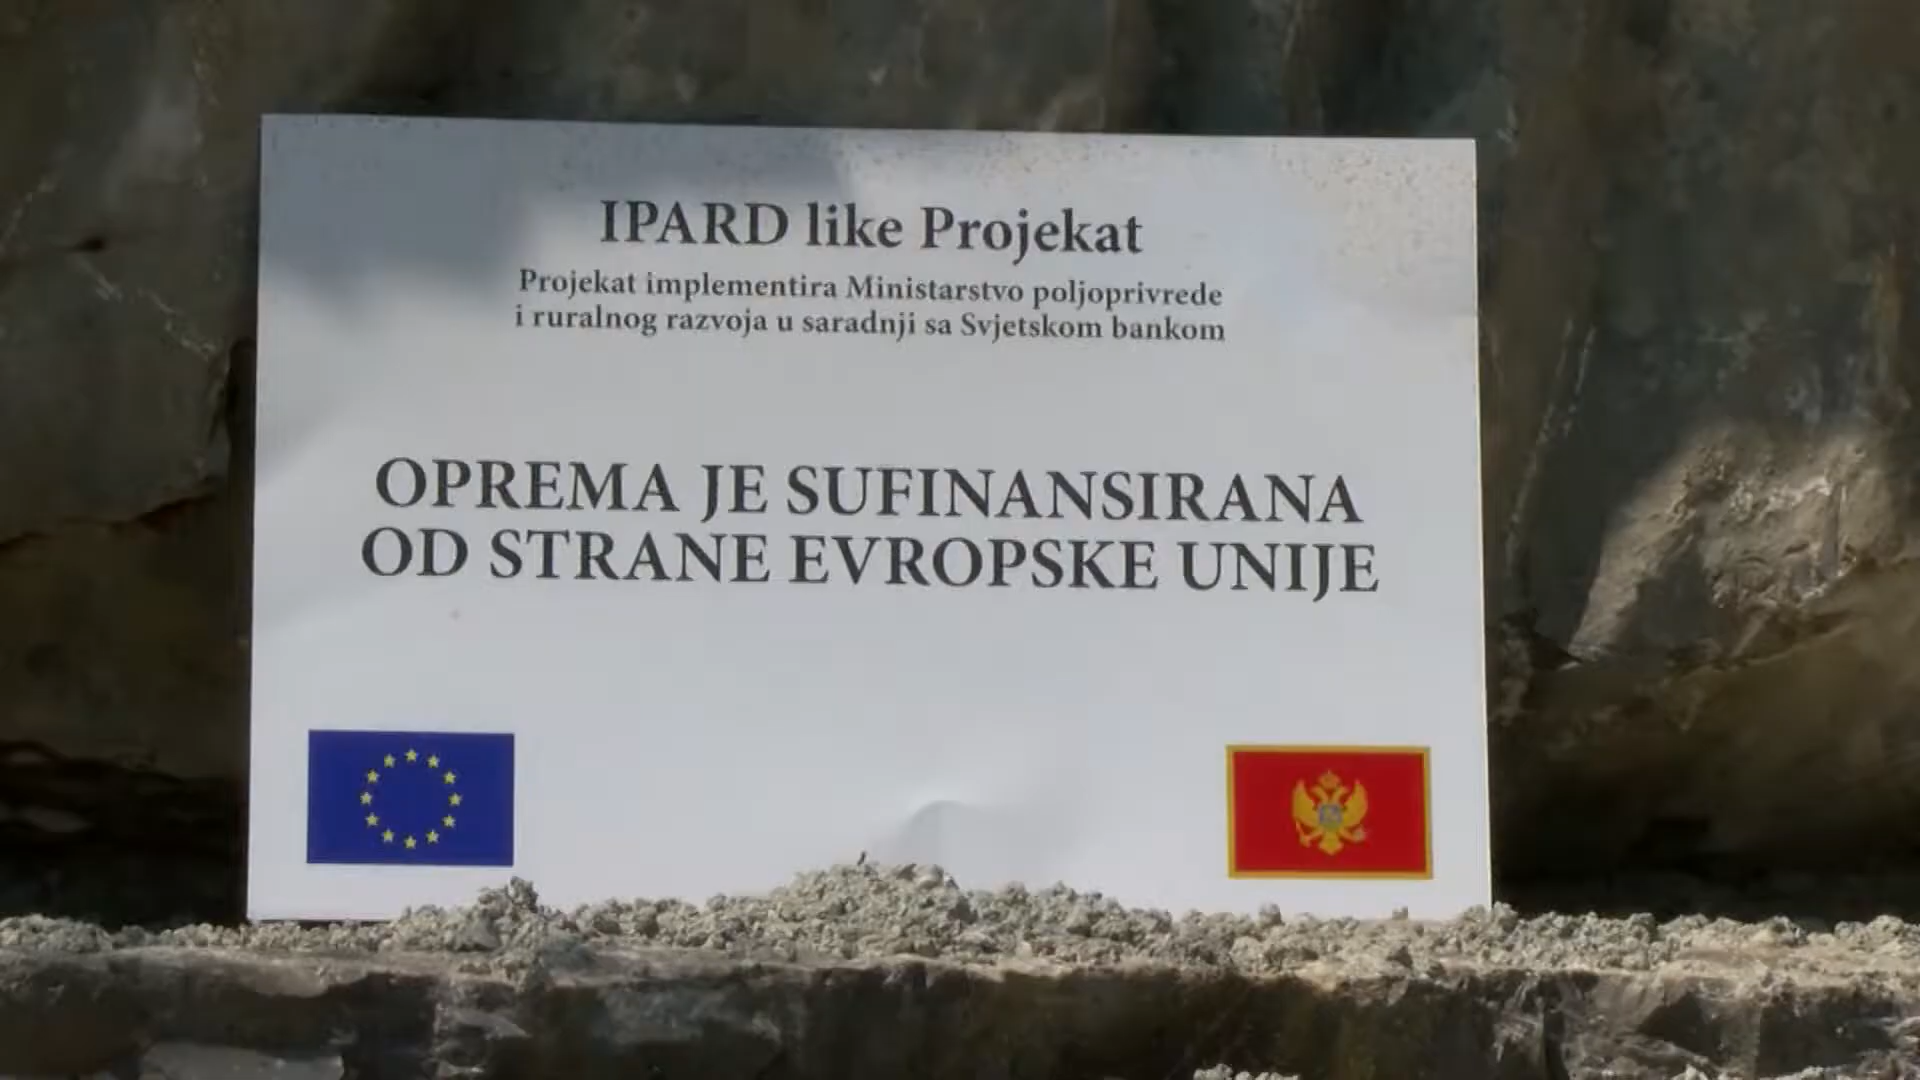 IPARD like Projekat
Projekat implementira Ministarstvo poljoprivrede
i ruralnog razvoja u saradnji sa Svjetskom bankom
OPREMA JE SUFINANSIRANA
OD STRANE EVROPSKE UNIJE